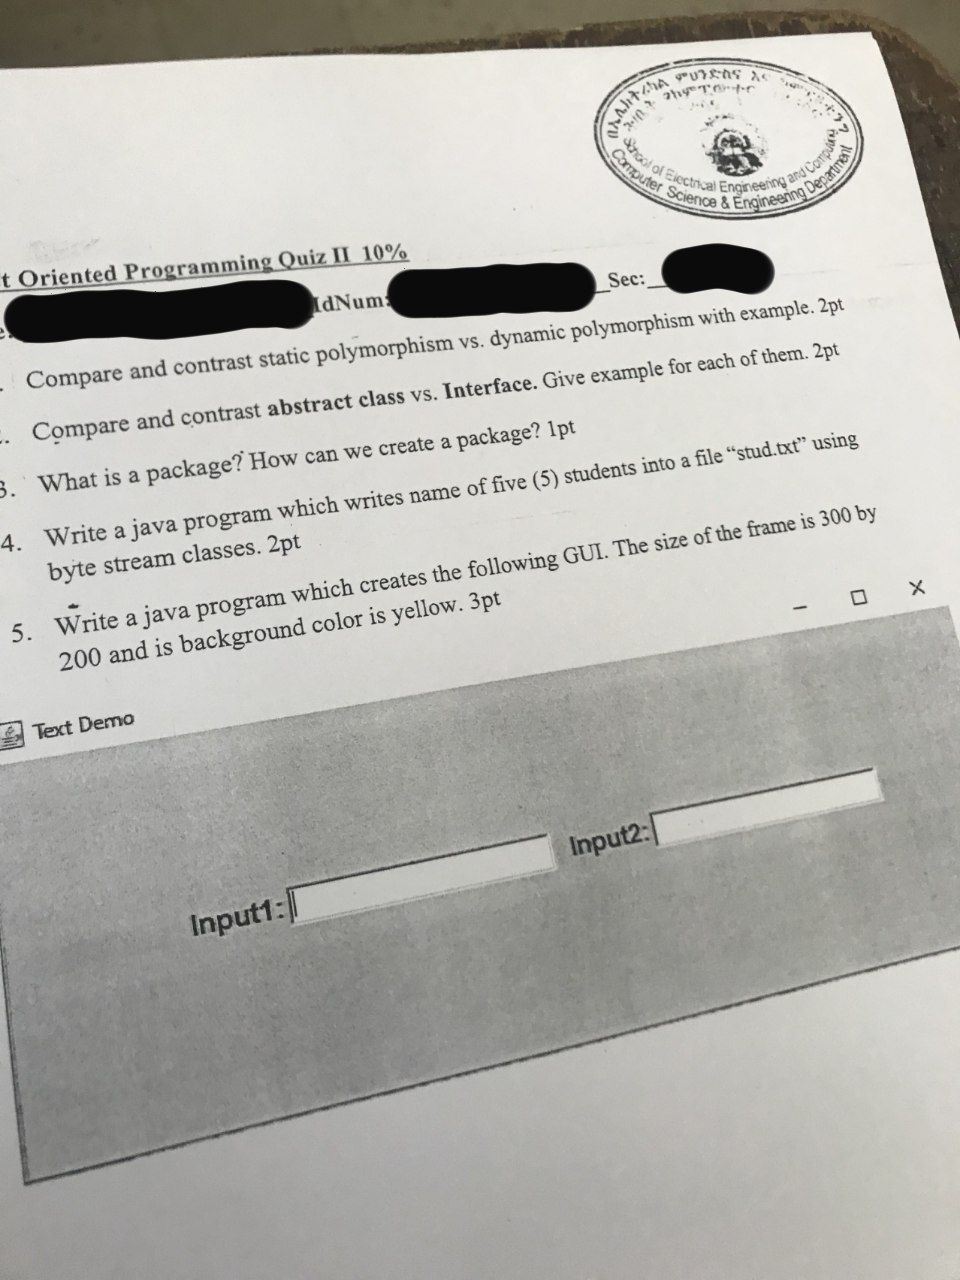 በኤሌክትሪካል ምህንድስና እና
School of Electrical Engineering and Computing
Computer Science & Engineering Department
t Oriented Programming Quiz II 10%
IdNum: Sec:
Compare and contrast static polymorphism vs. dynamic polymorphism with example. 2pt
Compare and contrast abstract class vs. Interface. Give example for each of them. 2pt
3. What is a package? How can we create a package? 1pt
4. Write a java program which writes name of five (5) students into a file “stud.txt” using
byte stream classes. 2pt
5. Write a java program which creates the following GUI. The size of the frame is 300 by
200 and is background color is yellow. 3pt
Text Demo
Input1:
Input2: